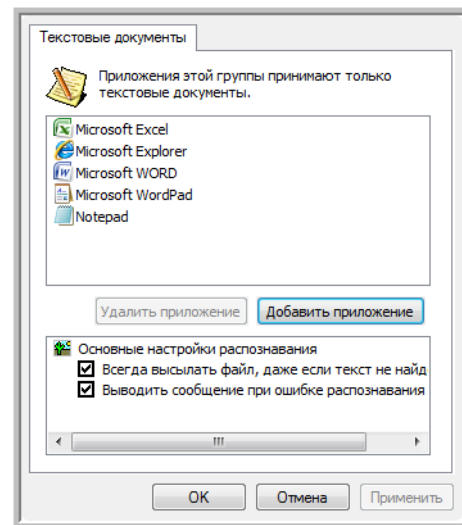 Текстовые документы
Приложения этой группы принимают только
текстовые документы.
Microsoft Excel
Microsoft Explorer
Microsoft WORD
Microsoft WordPad
Notepad
Удалить приложение Добавить приложение
Основные настройки распознавания
Всегда высылать файл, даже если текст не найд
Выводить сообщение при ошибке распознавания
OK Отмена Применить